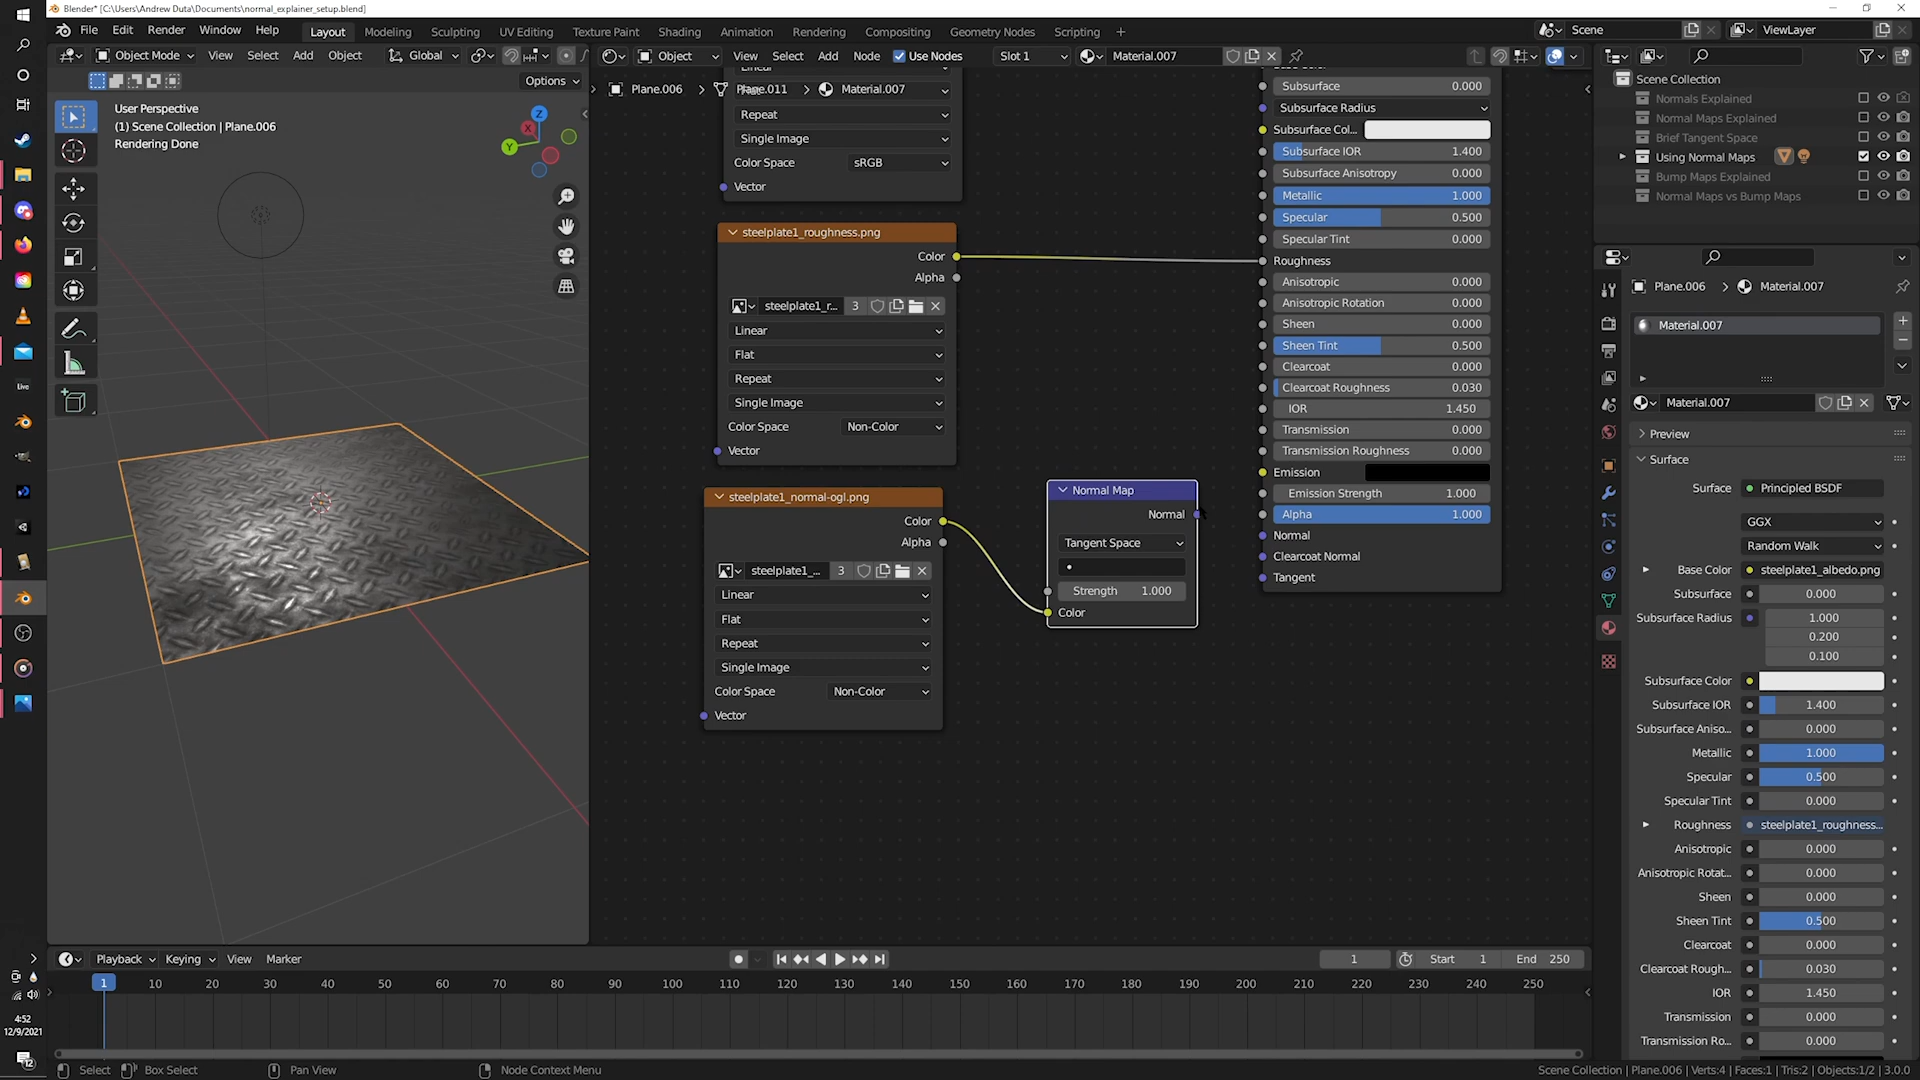 Blender* [C:\Users\Andrew Duta\Documents\normal_explainer_setup.blend]
File Edit Render Window Help Layout Modeling Sculpting UV Editing Texture Paint Shading Animation Rendering Compositing Geometry Nodes Scripting + Scene ViewLayer
Object Mode View Select Add Object Global
Object View Select Add Node Use Nodes Slot 1 Material.007
Options
User Perspective
(1) Scene Collection | Plane.006
Rendering Done
Z
X
Y
Plane.006 > Plane.011 > Material.007
Linear
Repeat
Single Image
Color Space sRGB
Vector
steelplate1_roughness.png
Color
Alpha
steelplate1_r... 3
Linear
Flat
Repeat
Single Image
Color Space Non-Color
Vector
steelplate1_normal-ogl.png
Color
Alpha
steelplate1_... 3
Linear
Flat
Repeat
Single Image
Color Space Non-Color
Vector
Normal Map
Normal
Tangent Space
Strength 1.000
Color
Subsurface 0.000
Subsurface Radius
Subsurface Col...
Subsurface IOR 1.400
Subsurface Anisotropy 0.000
Metallic 1.000
Specular 0.500
Specular Tint 0.000
Roughness
Anisotropic 0.000
Anisotropic Rotation 0.000
Sheen 0.000
Sheen Tint 0.500
Clearcoat 0.000
Clearcoat Roughness 0.030
IOR 1.450
Transmission 0.000
Transmission Roughness 0.000
Emission
Emission Strength 1.000
Alpha 1.000
Normal
Clearcoat Normal
Tangent
Scene Collection
Normals Explained
Normal Maps Explained
Brief Tangent Space
Using Normal Maps
Bump Maps Explained
Normal Maps vs Bump Maps
Plane.006 > Material.007
Material.007
Material.007
Preview
Surface
Surface Principled BSDF
GGX
Random Walk
Base Color steelplate1_albedo.png
Subsurface 0.000
Subsurface Radius 1.000
0.200
0.100
Subsurface Color
Subsurface IOR 1.400
Subsurface Aniso... 0.000
Metallic 1.000
Specular 0.500
Specular Tint 0.000
Roughness steelplate1_roughness...
Anisotropic 0.000
Anisotropic Rotat... 0.000
Sheen 0.000
Sheen Tint 0.500
Clearcoat 0.000
Clearcoat Rough... 0.030
IOR 1.450
Transmission 0.000
Transmission Ro... 0.000
Live
Playback Keying View Marker
1 Start 1 End 250
1 10 20 30 40 50 60 70 80 90 100 110 120 130 140 150 160 170 180 190 200 210 220 230 240 250
4:52
12/9/2021
12
Select Box Select Pan View Node Context Menu
Scene Collection | Plane.006 | Verts:4 | Faces:1 | Tris:2 | Objects:1/2 | 3.0.0